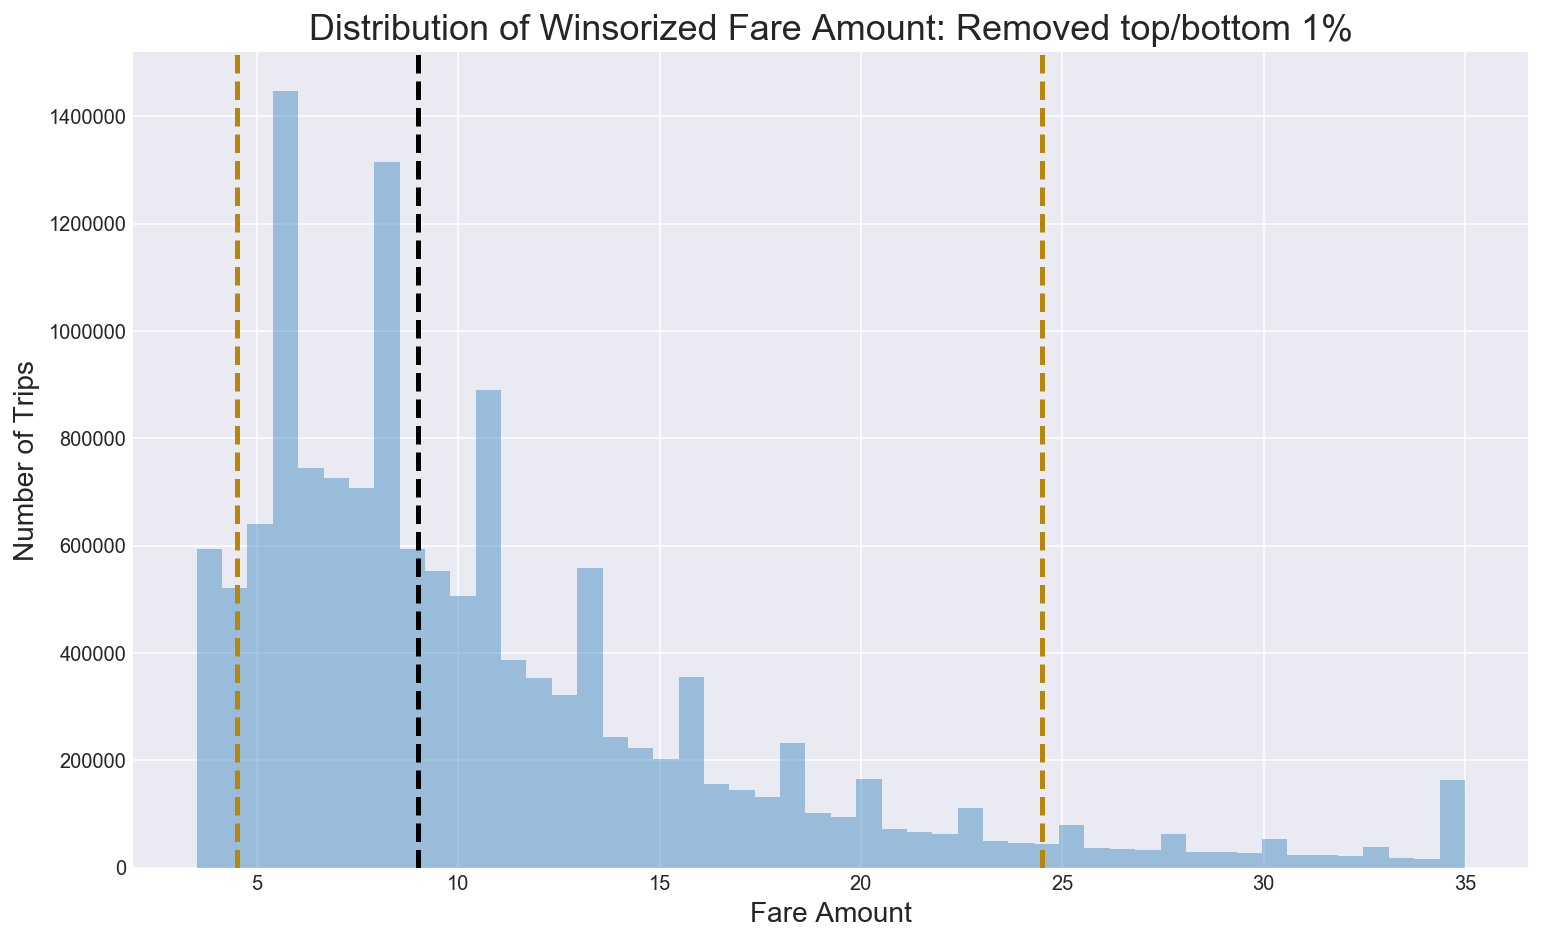 Distribution of Winsorized Fare Amount: Removed top/bottom 1%
1400000
1200000
1000000
800000
600000
400000
200000
0
Number of Trips
5 10 15 20 25 30 35
Fare Amount